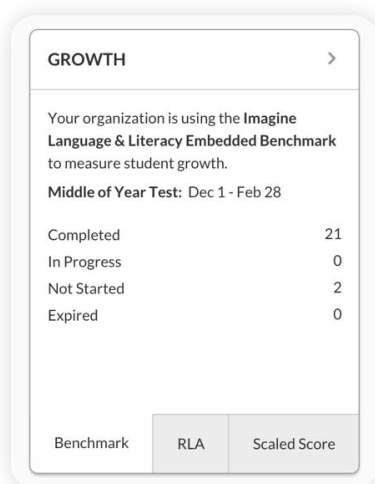 GROWTH >
Your organization is using the Imagine
Language & Literacy Embedded Benchmark
to measure student growth.
Middle of Year Test: Dec 1 - Feb 28
Completed 21
In Progress 0
Not Started 2
Expired 0
Benchmark RLA Scaled Score